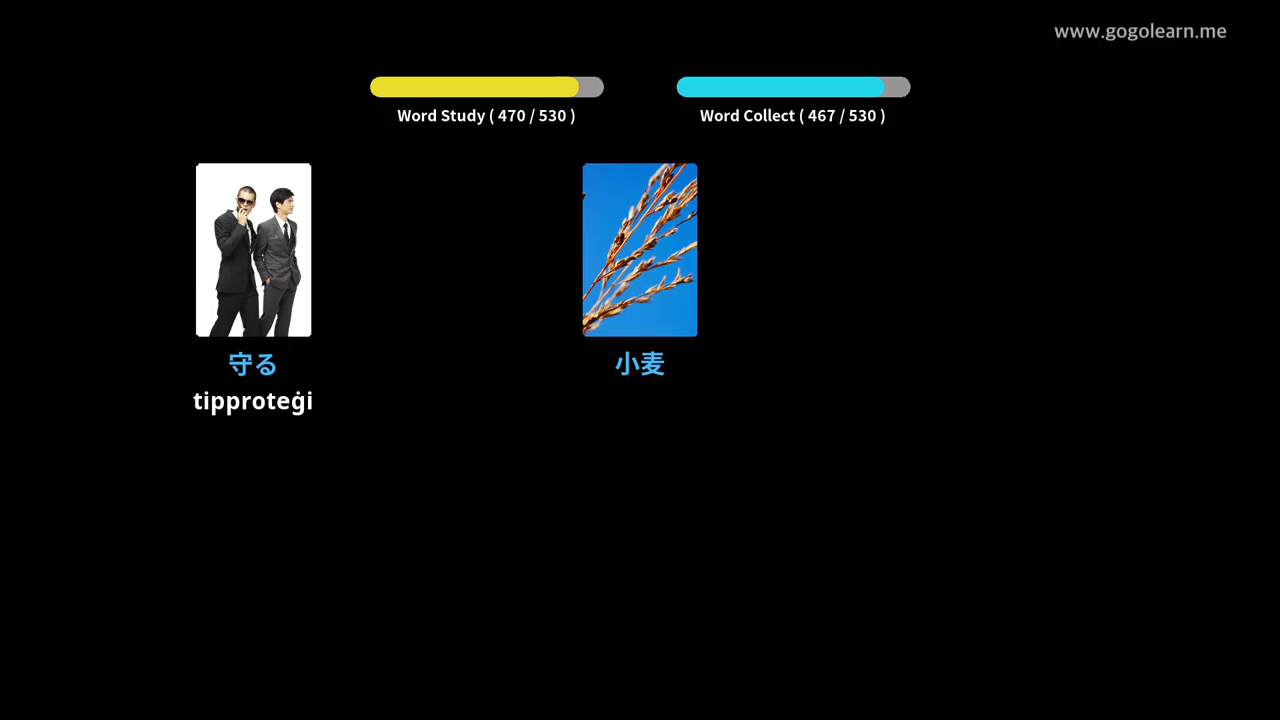 www.gogolearn.me
Word Study ( 470 / 530 )
Word Collect ( 467 / 530 )
守る
tipproteġi
小麦